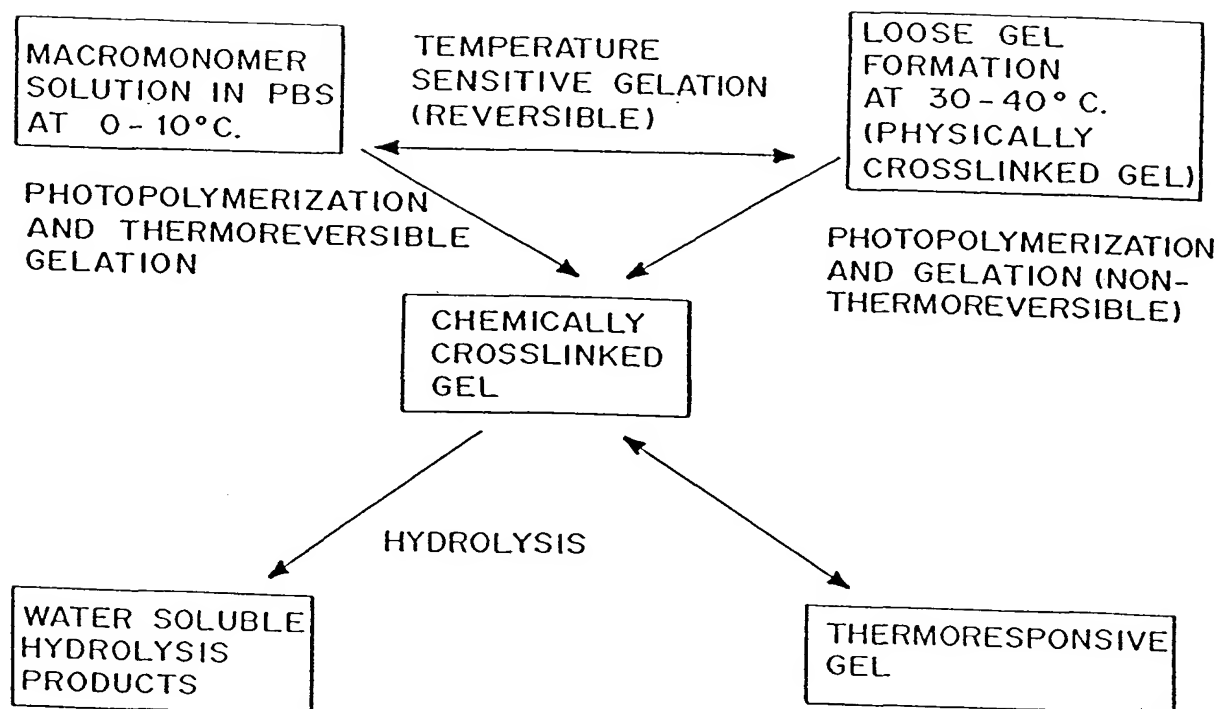 MACROMONOMER
SOLUTION IN PBS
AT 0-10°C.
TEMPERATURE
SENSITIVE GELATION
(REVERSIBLE)
LOOSE GEL
FORMATION
AT 30-40°C.
(PHYSICALLY
CROSSLINKED GEL)
PHOTOPOLYMERIZATION
AND THERMOREVERSIBLE
GELATION
PHOTOPOLYMERIZATION
AND GELATION (NON-
THERMOREVERSIBLE)
CHEMICALLY
CROSSLINKED
GEL
HYDROLYSIS
WATER SOLUBLE
HYDROLYSIS
PRODUCTS
THERMORESPONSIVE
GEL